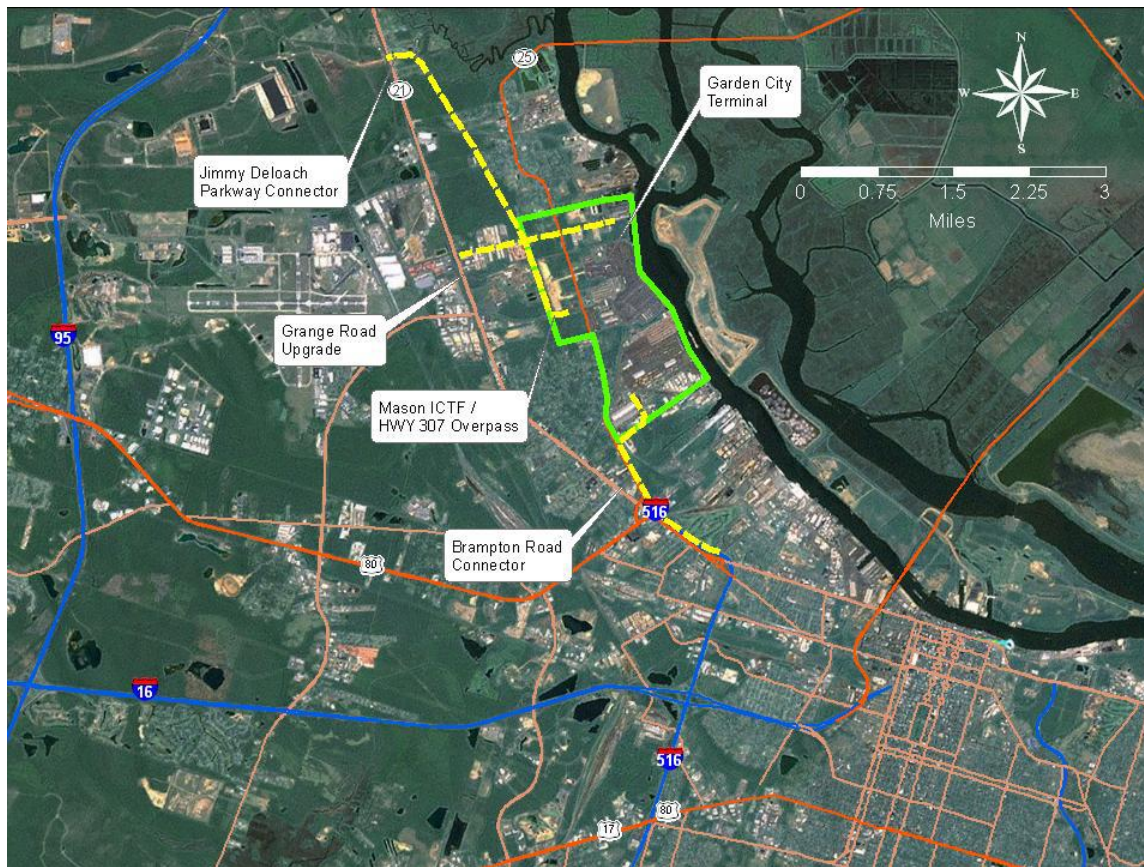 25
Garden City
Terminal
N
W
E
S
21
Jimmy Deloach
Parkway Connector
0 0.75 1.5 2.25 3
Miles
95
Grange Road
Upgrade
Mason ICTF /
HWY 307 Overpass
516
Brampton Road
Connector
80
16
516
80
17